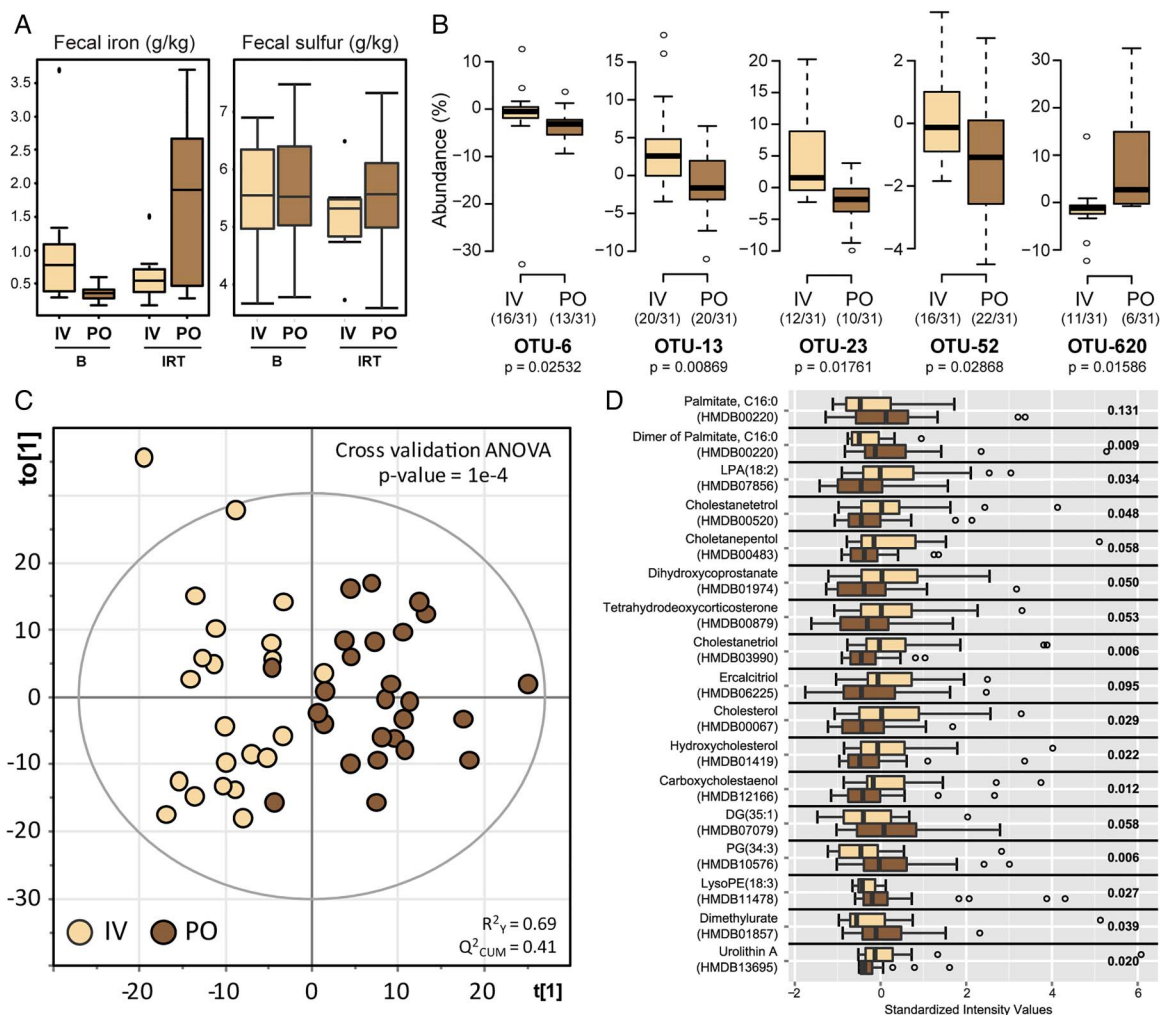 A
Fecal iron (g/kg)
Fecal sulfur (g/kg)
3.5
3.0
2.5
2.0
1.5
1.0
0.5
7
6
5
4
IV PO IV PO
B IRT
IV PO IV PO
B IRT
B
Abundance (%)
10
0
−10
−20
−30
15
10
5
0
−5
−10
20
15
10
5
0
−5
−10
2
0
−2
−4
30
20
10
0
−10
IV PO IV PO IV PO IV PO IV PO
(16/31) (13/31) (20/31) (20/31) (12/31) (10/31) (16/31) (22/31) (11/31) (6/31)
OTU-6 OTU-13 OTU-23 OTU-52 OTU-620
p = 0.02532 p = 0.00869 p = 0.01761 p = 0.02868 p = 0.01586
C
to[1]
Cross validation ANOVA
p-value = 1e-4
20
10
0
-10
-20
-30
IV PO
R²Y = 0.69
Q²CUM = 0.41
-20 -10 0 10 20 t[1]
D
Palmitate, C16:0
(HMDB00220)
0.131
Dimer of Palmitate, C16:0
(HMDB00220)
0.009
LPA(18:2)
(HMDB07856)
0.034
Cholestanetetrol
(HMDB00520)
0.048
Choletanepentol
(HMDB00483)
0.058
Dihydroxycoprostanate
(HMDB01974)
0.050
Tetrahydrodeoxycorticosterone
(HMDB00879)
0.053
Cholestanetriol
(HMDB03990)
0.006
Ercalcitriol
(HMDB06225)
0.095
Cholesterol
(HMDB00067)
0.029
Hydroxycholesterol
(HMDB01419)
0.022
Carboxycholestaenol
(HMDB12166)
0.012
DG(35:1)
(HMDB07079)
0.058
PG(34:3)
(HMDB10576)
0.006
LysoPE(18:3)
(HMDB11478)
0.027
Dimethylurate
(HMDB01857)
0.039
Urolithin A
(HMDB13695)
0.020
−2 0 2 4 6
Standardized Intensity Values